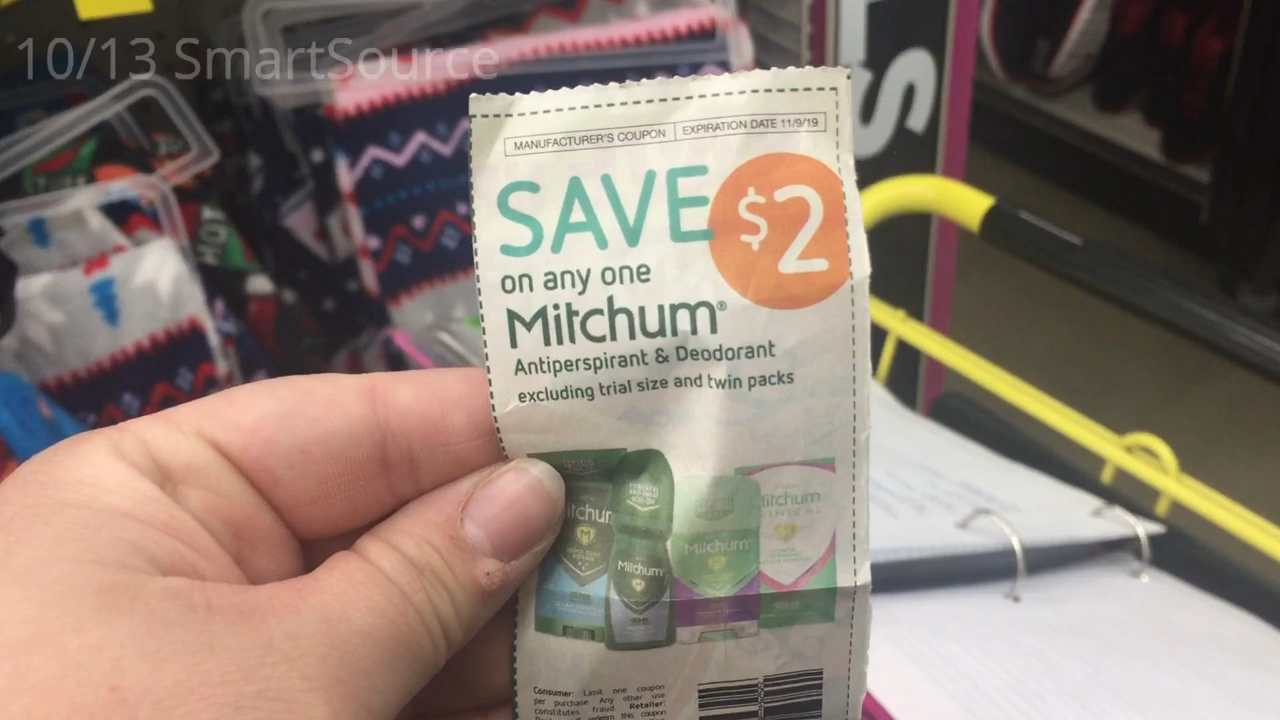 10/13 SmartSource
MANUFACTURER'S COUPON EXPIRATION DATE 11/9/19
SAVE $2
on any one
Mitchum®
Antiperspirant & Deodorant
excluding trial size and twin packs
Mitchum
Mitchum
Mitchum
CLINICAL
Consumer: Limit one coupon
per purchase. Any other use
constitutes fraud. Retailer:
redeem this coupon